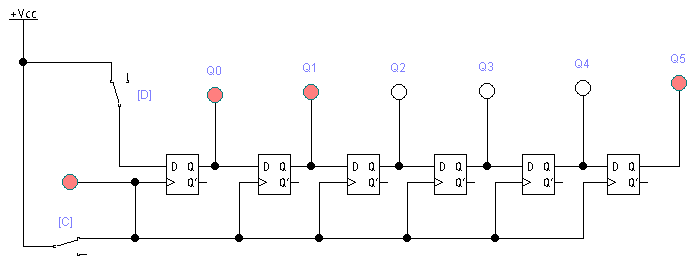 +Vcc
Q0 Q1 Q2 Q3 Q4 Q5
[D]
D Q D Q D Q D Q D Q D Q
Q' Q' Q' Q' Q' Q'
[C]